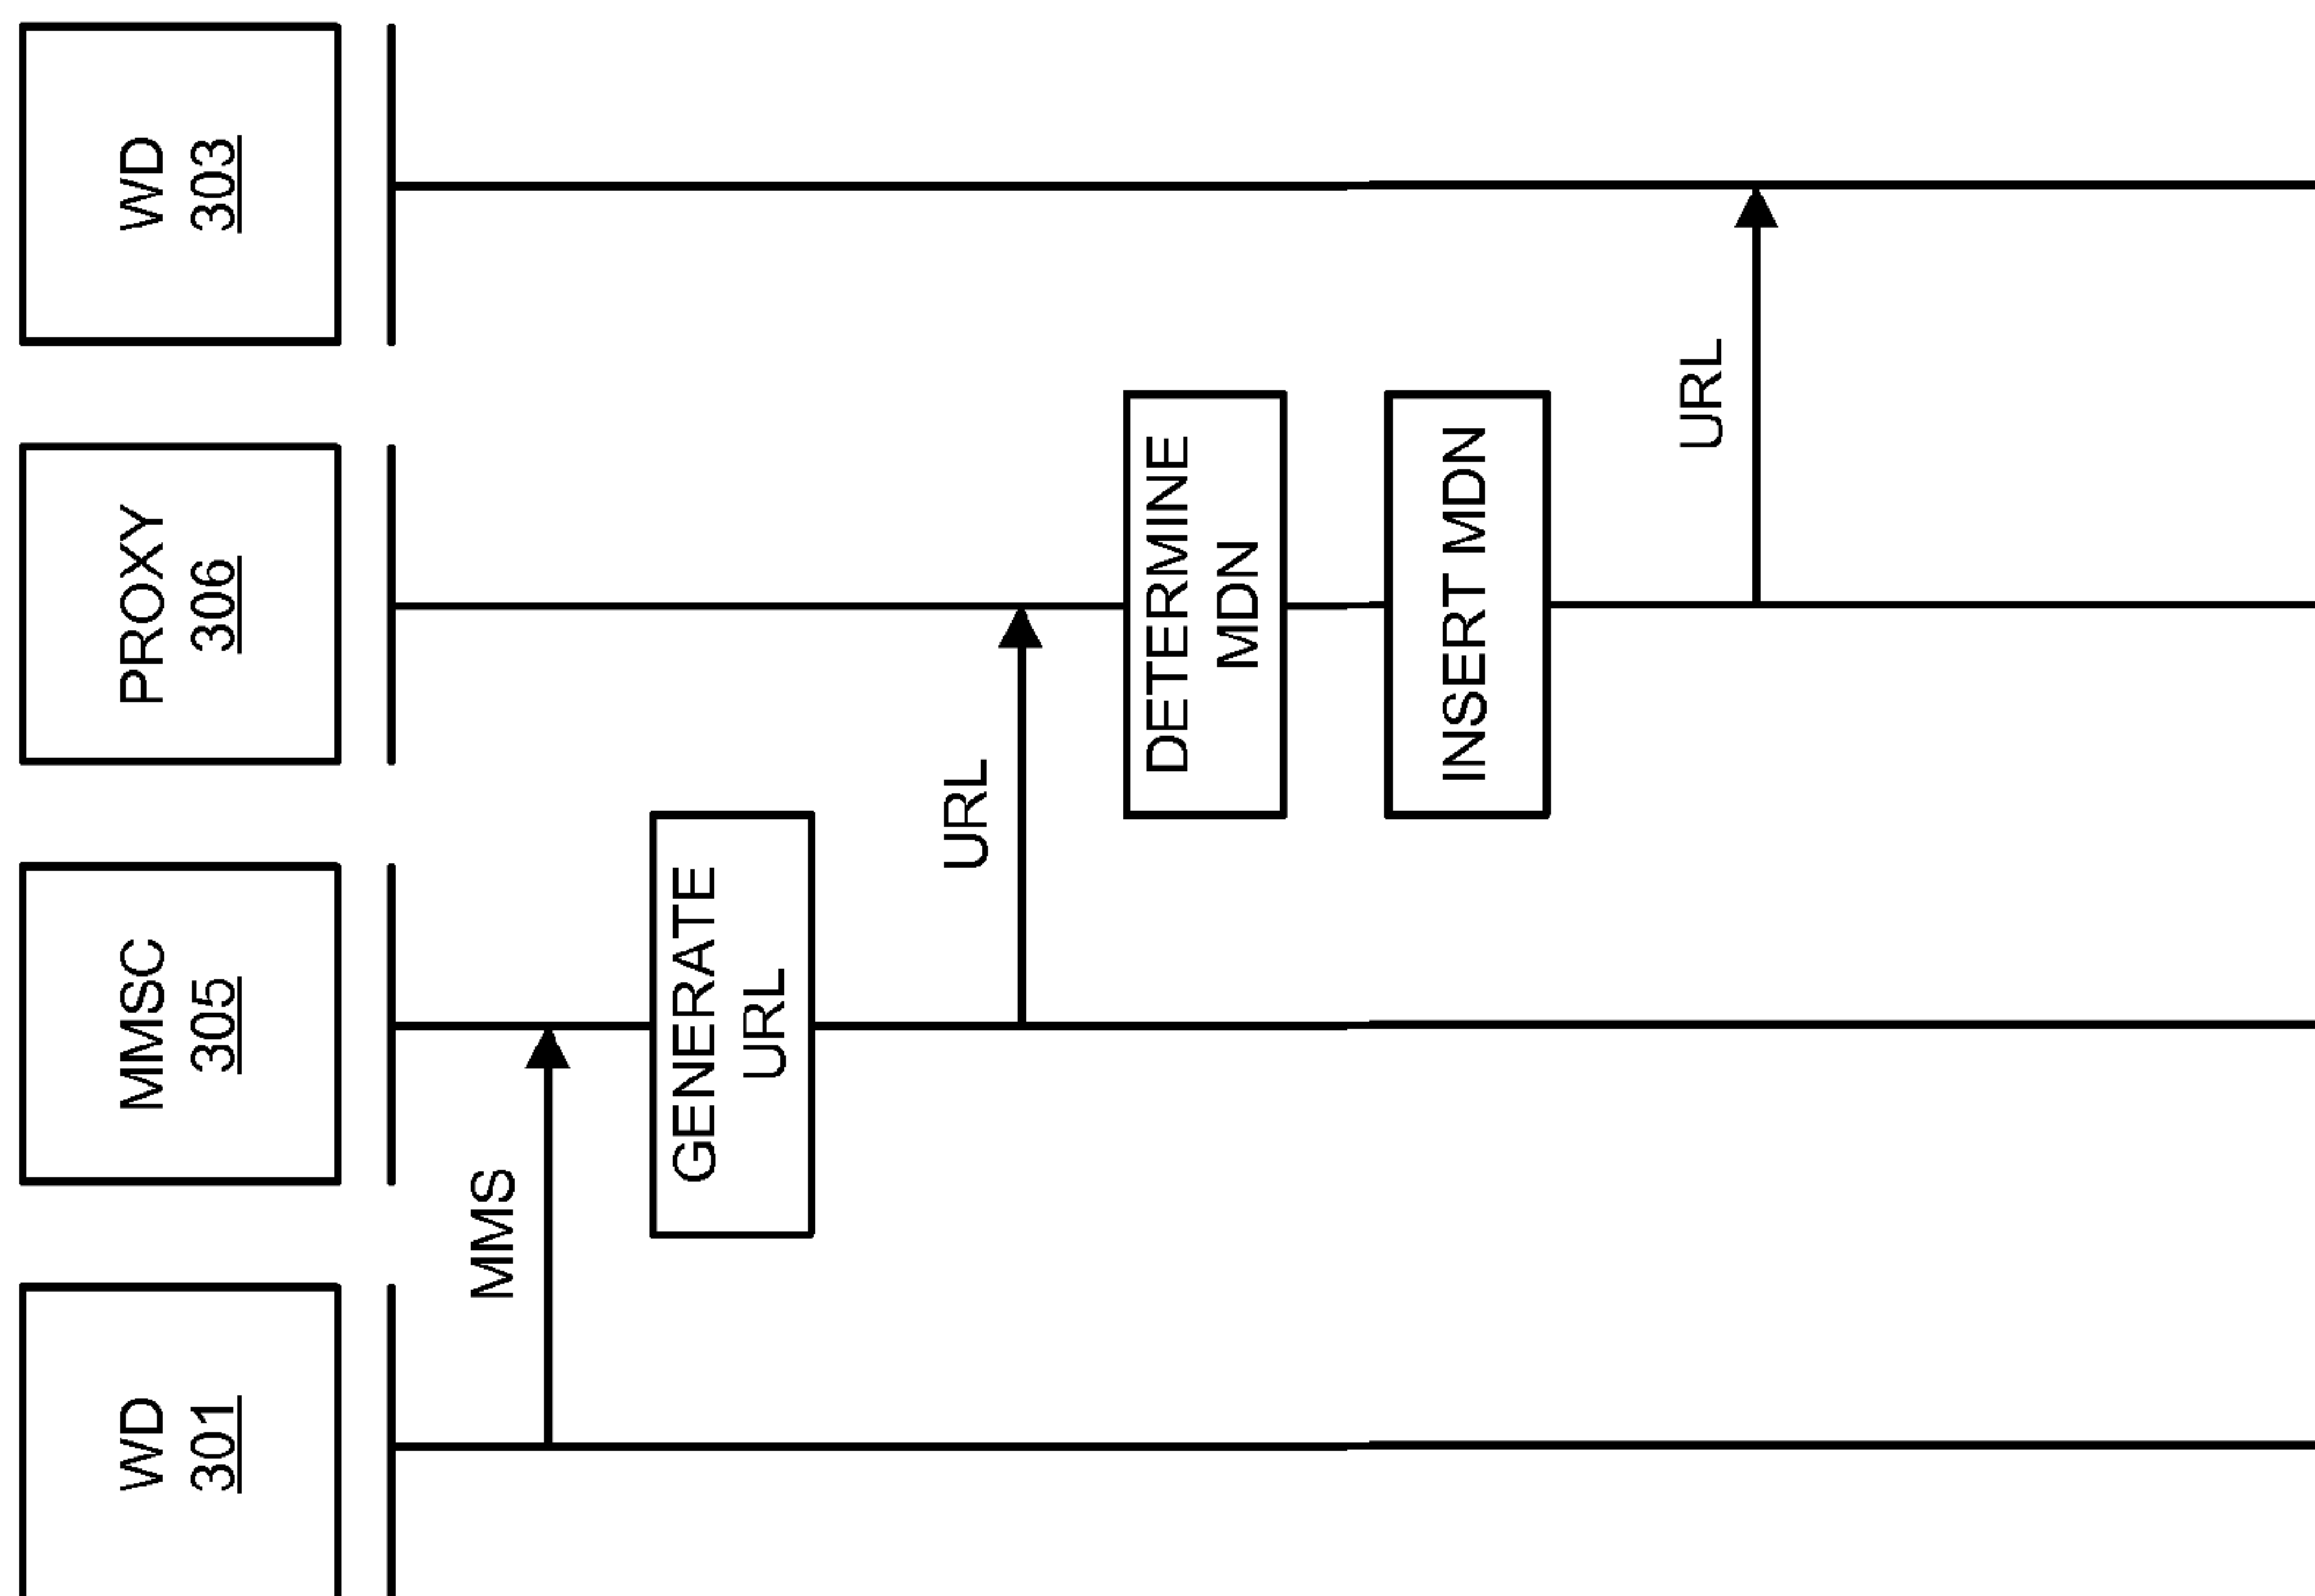 WD
301
MMSC
305
PROXY
306
WD
303
MMS
GENERATE
URL
URL
DETERMINE
MDN
INSERT MDN
URL